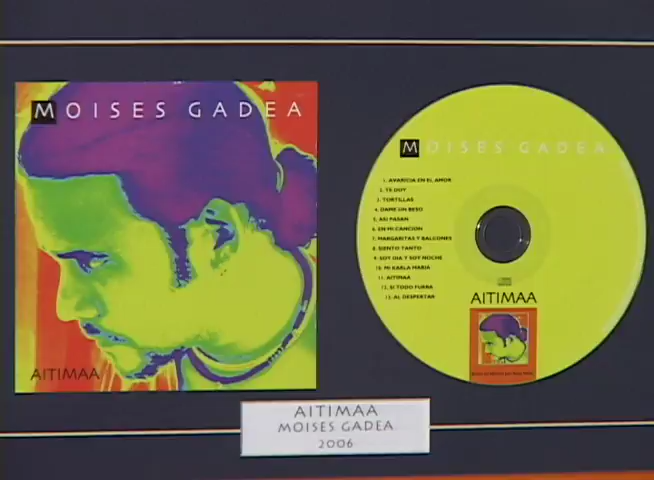 MOISES GADEA
AITIMAA
MOISES GADEA
1. AVARICIA EN EL AMOR
2. TE DOY
3. TORTILLAS
4. DAME UN BESO
5. ASI PASAN
6. EN MI CANCION
7. MARGARITAS Y BALCONES
8. SIENTO TANTO
9. SOY DIA Y SOY NOCHE
10. MI KARLA MARIA
11. AITIMAA
12. SI TODO FUERA
13. AL DESPERTAR
AITIMAA
AITIMAA
MOISES GADEA
2006